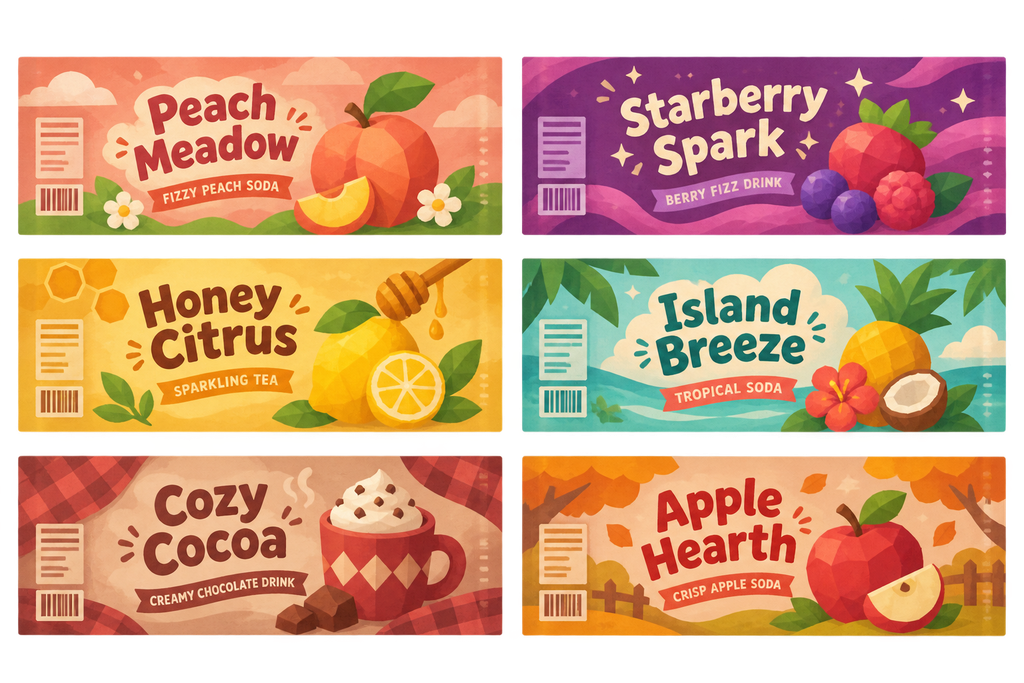 Peach
Meadow
FIZZY PEACH SODA
Starberry
Spark
BERRY FIZZ DRINK
Honey
Citrus
SPARKLING TEA
Island
Breeze
TROPICAL SODA
Cozy
Cocoa
CREAMY CHOCOLATE DRINK
Apple
Hearth
CRISP APPLE SODA